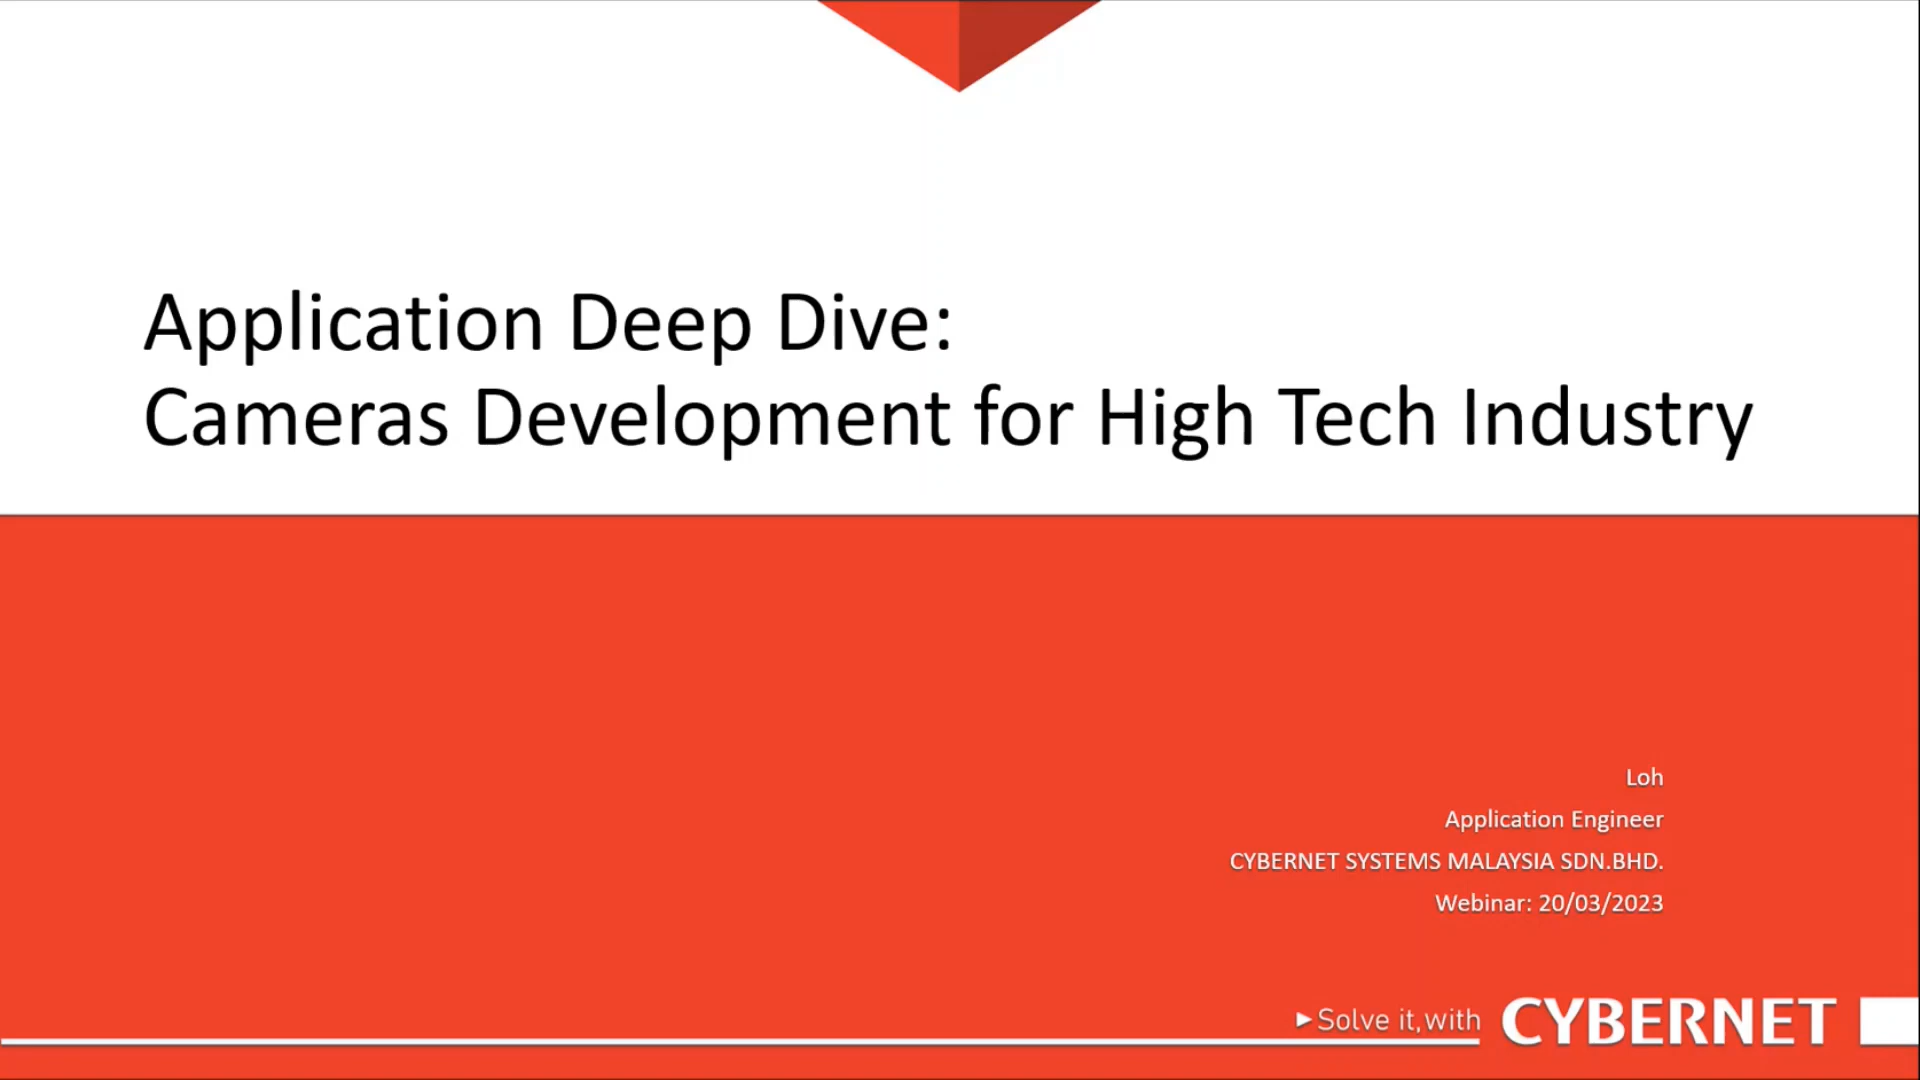 Application Deep Dive:
Cameras Development for High Tech Industry
Loh
Application Engineer
CYBERNET SYSTEMS MALAYSIA SDN.BHD.
Webinar: 20/03/2023
Solve it, with CYBERNET